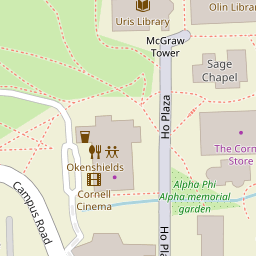 Uris Library
Olin Librar
McGraw
Tower
Sage
Chapel
Ho Plaza
The Corn
Store
Okenshields
Cornell
Cinema
Alpha Phi
Alpha memorial
garden
Campus Road
Ho Pla